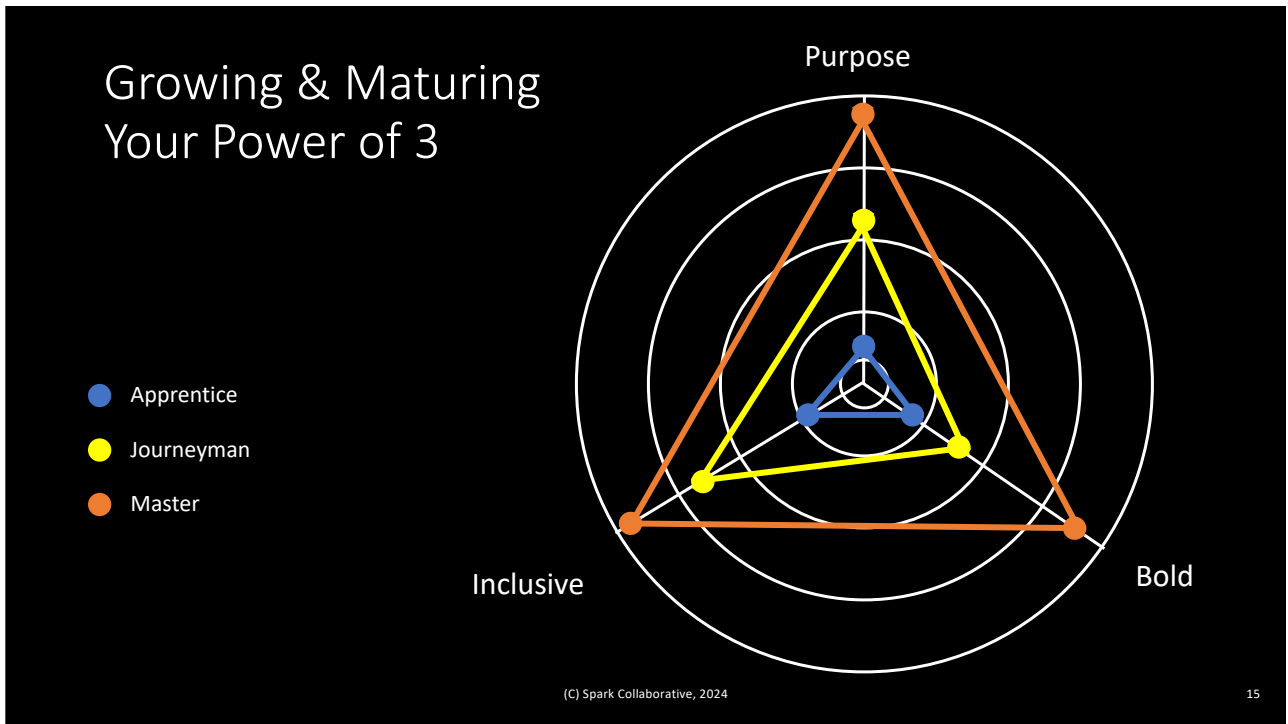 Growing & Maturing
Your Power of 3
Purpose
Apprentice
Journeyman
Master
Inclusive
Bold
(C) Spark Collaborative, 2024
15